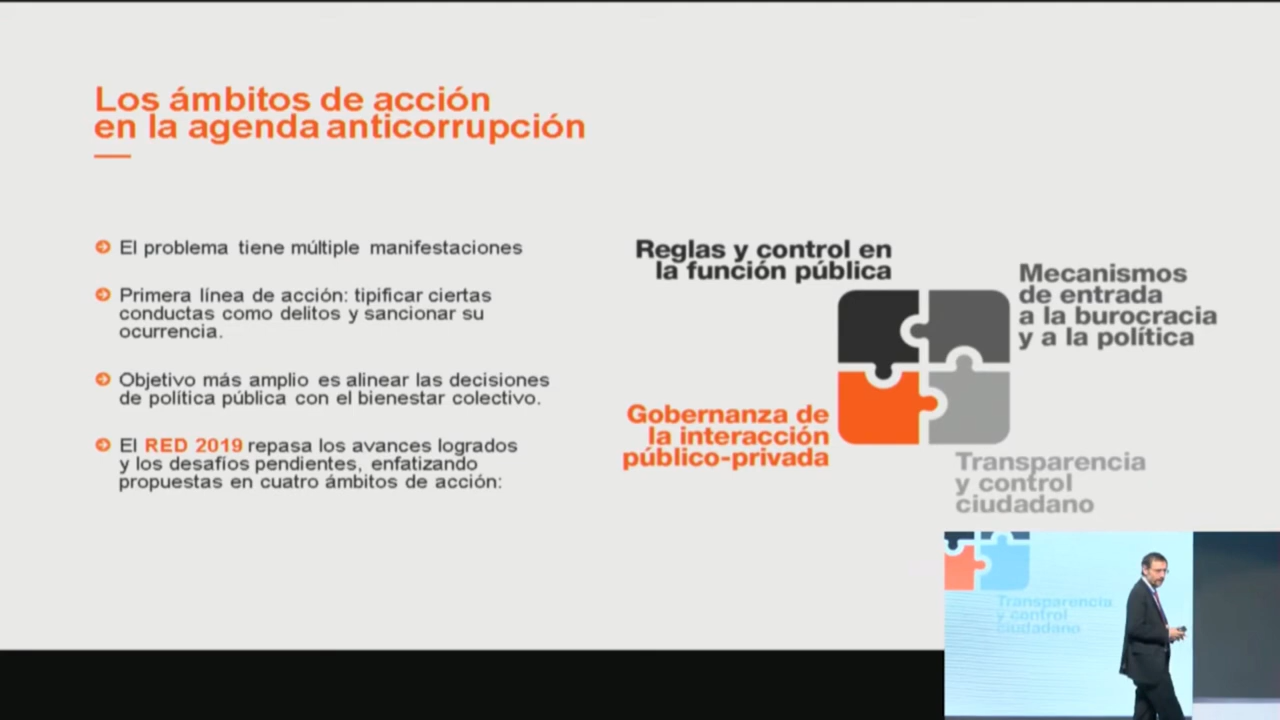 Los ámbitos de acción
en la agenda anticorrupción
El problema tiene múltiple manifestaciones
Primera línea de acción: tipificar ciertas
conductas como delitos y sancionar su
ocurrencia.
Objetivo más amplio es alinear las decisiones
de política pública con el bienestar colectivo.
El RED 2019 repasa los avances logrados
y los desafíos pendientes, enfatizando
propuestas en cuatro ámbitos de acción:
Reglas y control en
la función pública
Mecanismos
de entrada
a la burocracia
y a la política
Gobernanza de
la interacción
público-privada
Transparencia
y control
ciudadano
Transparencia
y control
ciudadano